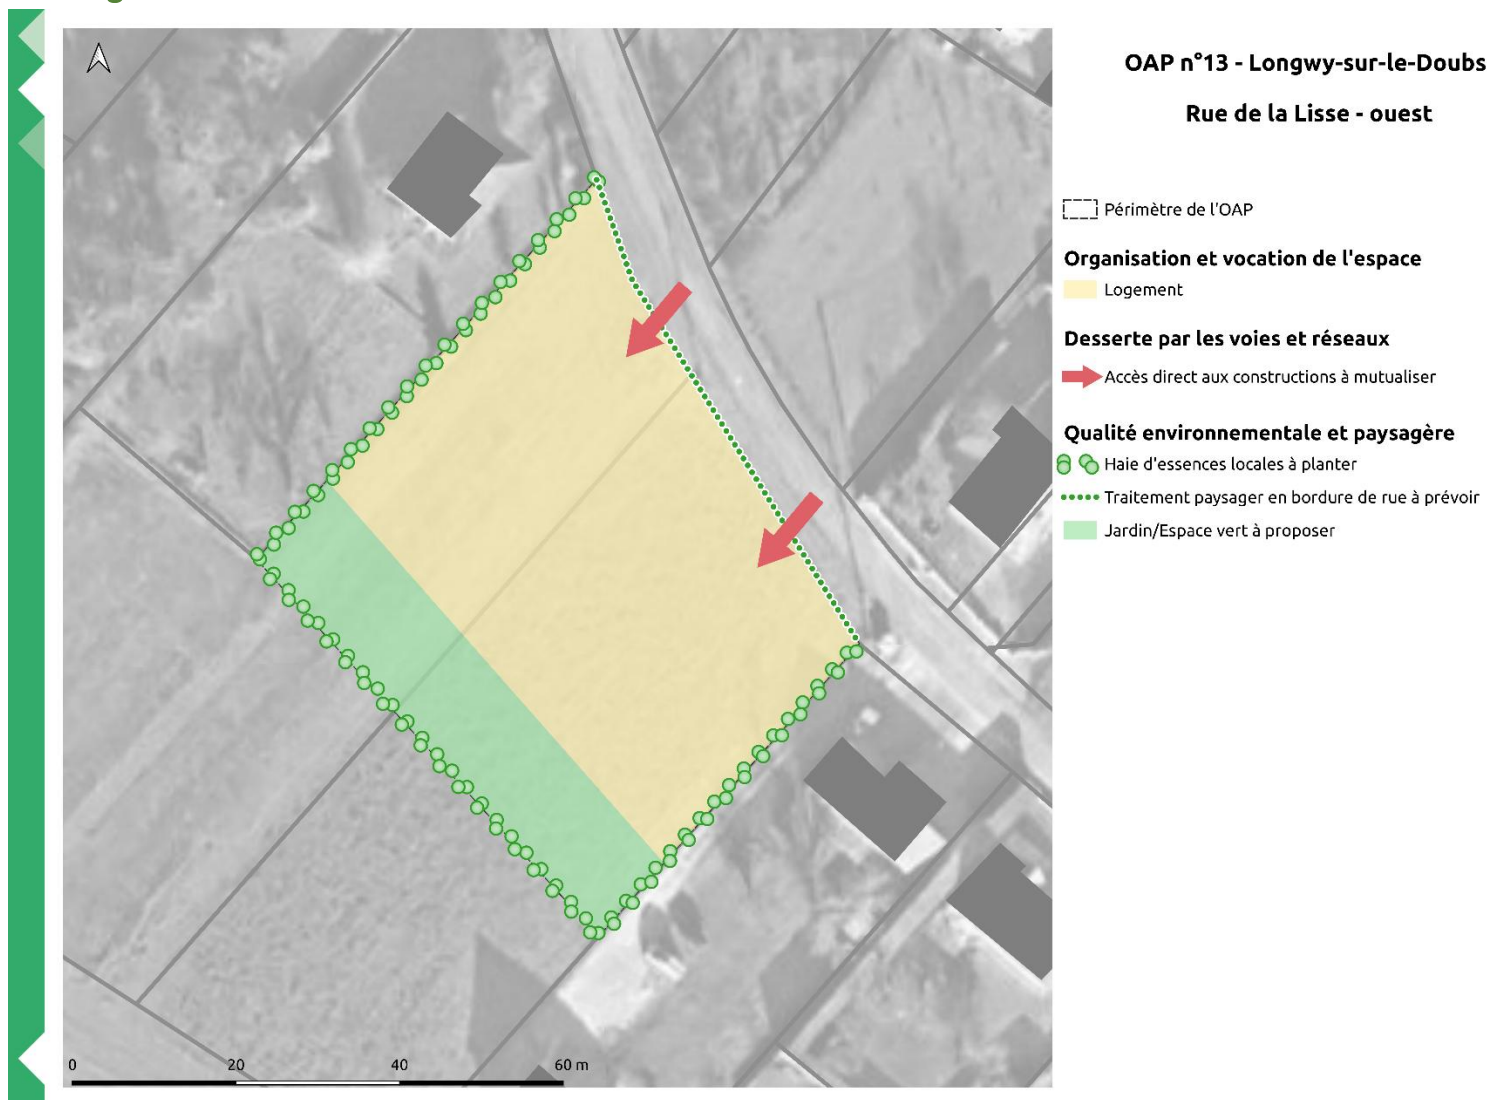 OAP n°13 - Longwy-sur-le-Doubs
Rue de la Lisse - ouest
Périmètre de l'OAP
Organisation et vocation de l'espace
Logement
Desserte par les voies et réseaux
Accès direct aux constructions à mutualiser
Qualité environnementale et paysagère
Haie d'essences locales à planter
Traitement paysager en bordure de rue à prévoir
Jardin/Espace vert à proposer
0 20 40 60 m